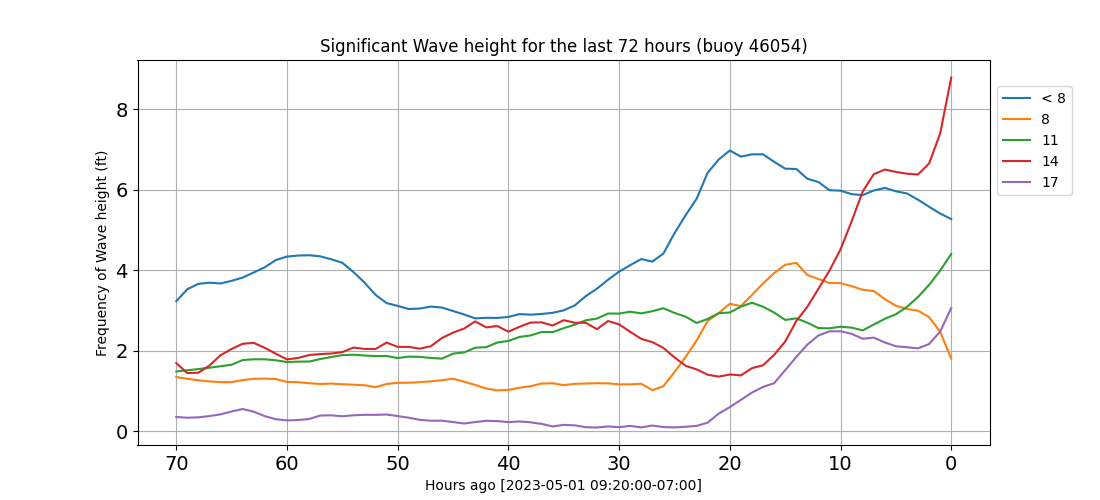 Significant Wave height for the last 72 hours (buoy 46054)
Frequency of Wave height (ft)
8
6
4
2
0
70 60 50 40 30 20 10 0
Hours ago [2023-05-01 09:20:00-07:00]
< 8
8
11
14
17